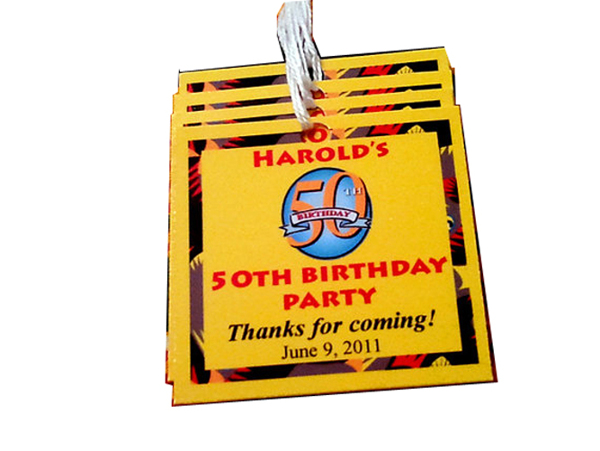 HAROLD'S
50TH
BIRTHDAY
50TH BIRTHDAY
PARTY
Thanks for coming!
June 9, 2011